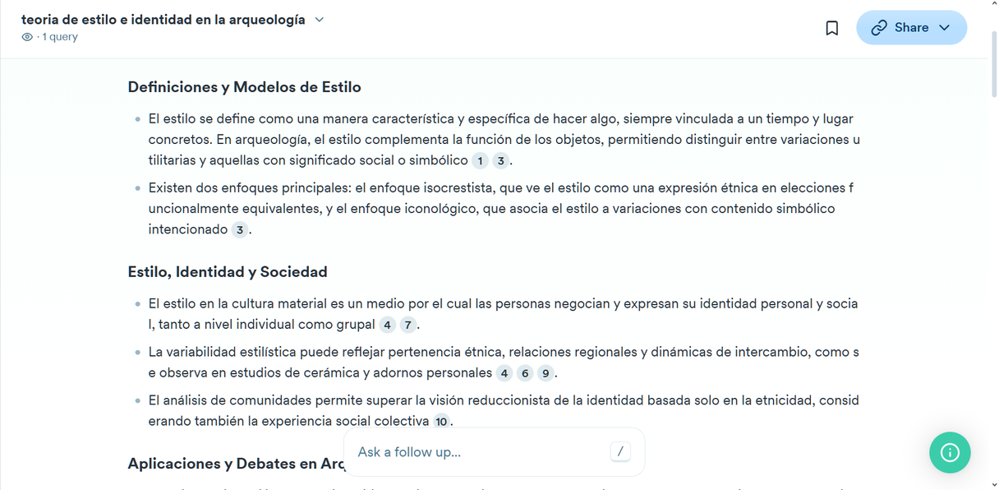 teoria de estilo e identidad en la arqueología
· 1 query
Share
Definiciones y Modelos de Estilo
El estilo se define como una manera característica y específica de hacer algo, siempre vinculada a un tiempo y lugar
concretos. En arqueología, el estilo complementa la función de los objetos, permitiendo distinguir entre variaciones u
tilitarias y aquellas con significado social o simbólico 1 3.
Existen dos enfoques principales: el enfoque isocrestista, que ve el estilo como una expresión étnica en elecciones f
uncionalmente equivalentes, y el enfoque iconológico, que asocia el estilo a variaciones con contenido simbólico
intencionado 3.
Estilo, Identidad y Sociedad
El estilo en la cultura material es un medio por el cual las personas negocian y expresan su identidad personal y socia
l, tanto a nivel individual como grupal 4 7.
La variabilidad estilística puede reflejar pertenencia étnica, relaciones regionales y dinámicas de intercambio, como s
e observa en estudios de cerámica y adornos personales 4 6 9.
El análisis de comunidades permite superar la visión reduccionista de la identidad basada solo en la etnicidad, consid
erando también la experiencia social colectiva 10.
Ask a follow up... /
Aplicaciones y Debates en